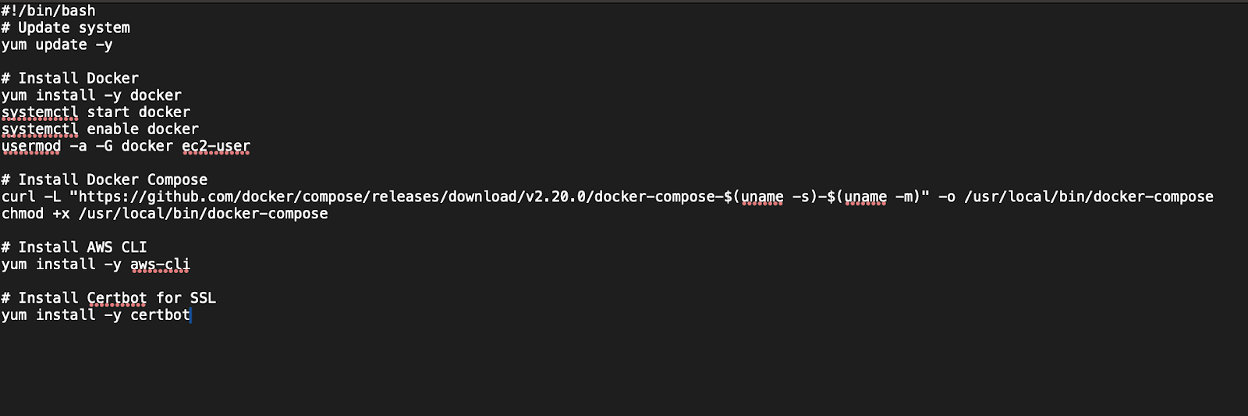 #!/bin/bash
# Update system
yum update -y

# Install Docker
yum install -y docker
systemctl start docker
systemctl enable docker
usermod -a -G docker ec2-user

# Install Docker Compose
curl -L "https://github.com/docker/compose/releases/download/v2.20.0/docker-compose-$(uname -s)-$(uname -m)" -o /usr/local/bin/docker-compose
chmod +x /usr/local/bin/docker-compose

# Install AWS CLI
yum install -y aws-cli

# Install Certbot for SSL
yum install -y certbot